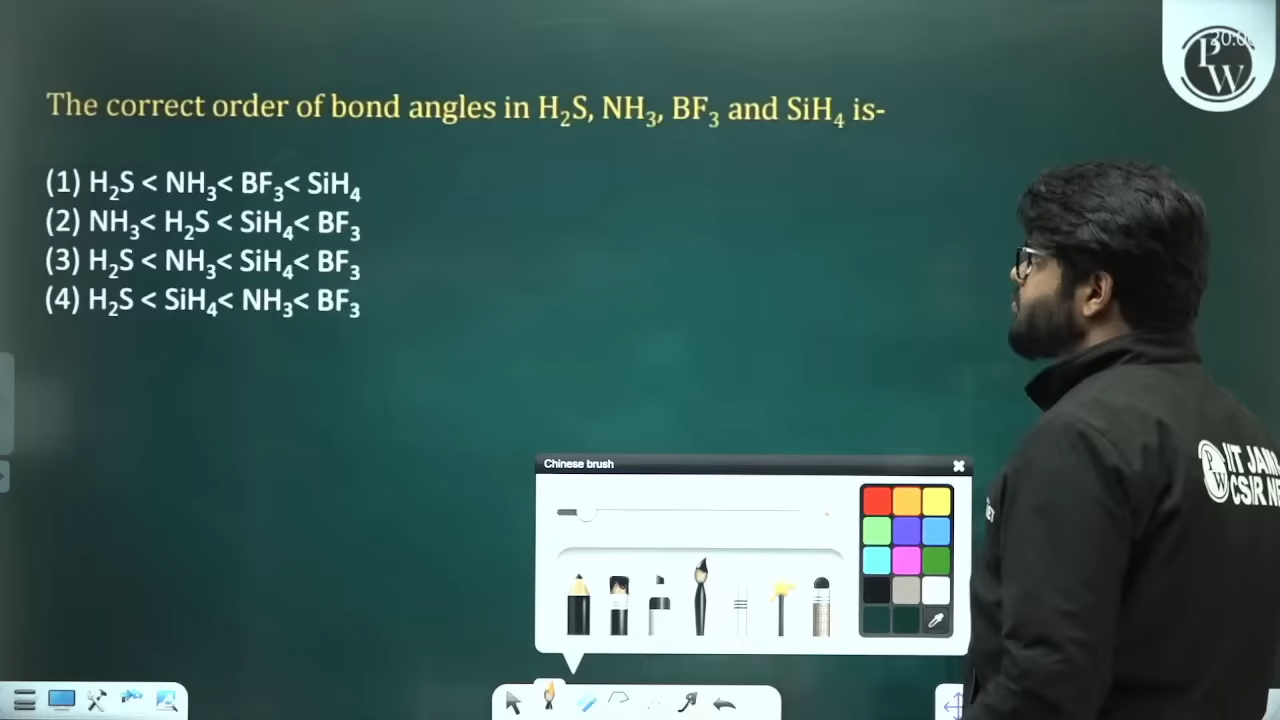 The correct order of bond angles in H₂S, NH₃, BF₃ and SiH₄ is-
(1) H₂S < NH₃< BF₃< SiH₄
(2) NH₃< H₂S < SiH₄< BF₃
(3) H₂S < NH₃< SiH₄< BF₃
(4) H₂S < SiH₄< NH₃< BF₃
Chinese brush
PW